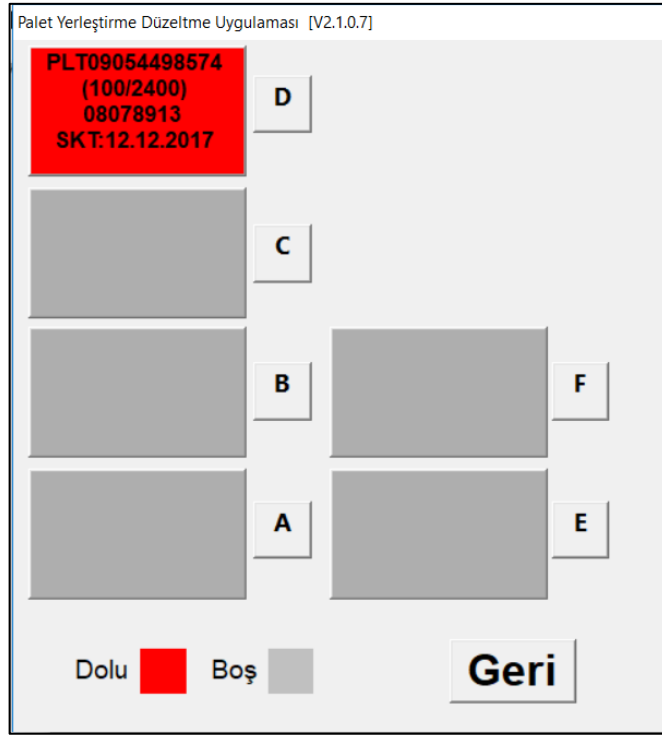 Palet Yerleştirme Düzeltme Uygulaması [V2.1.0.7]
PLT09054498574
(100/2400)
08078913
SKT:12.12.2017
D
C
B
F
A
E
Dolu
Boş
Geri